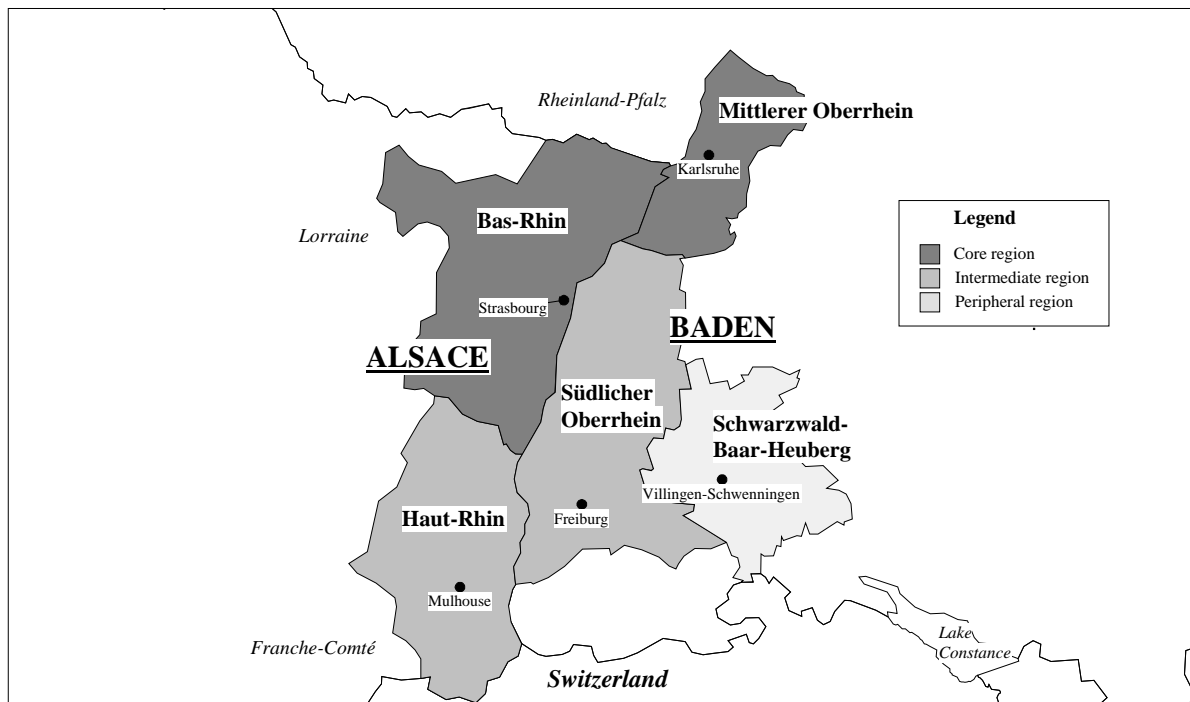 Rheinland-Pfalz
Mittlerer Oberrhein
Karlsruhe
Bas-Rhin
Lorraine
Legend
Core region
Intermediate region
Peripheral region
Strasbourg
BADEN
ALSACE
Südlicher
Oberrhein
Schwarzwald-
Baar-Heuberg
Villingen-Schwenningen
Haut-Rhin
Freiburg
Mulhouse
Franche-Comté
Lake
Constance
Switzerland